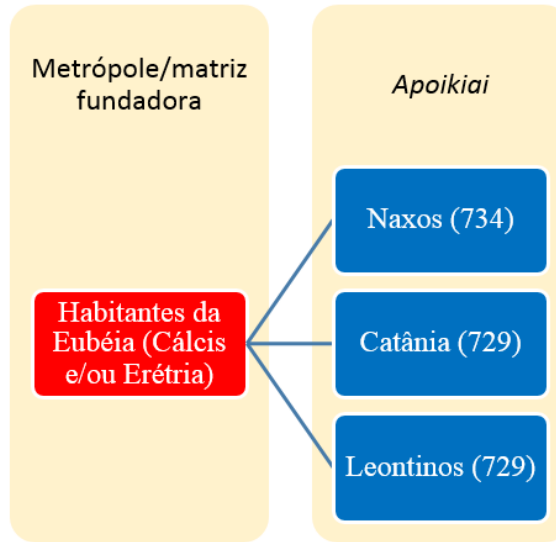 Metrópole/matriz
fundadora
Apoikiai
Habitantes da
Eubéia (Cálcis
e/ou Erétria)
Naxos (734)
Catânia (729)
Leontinos (729)